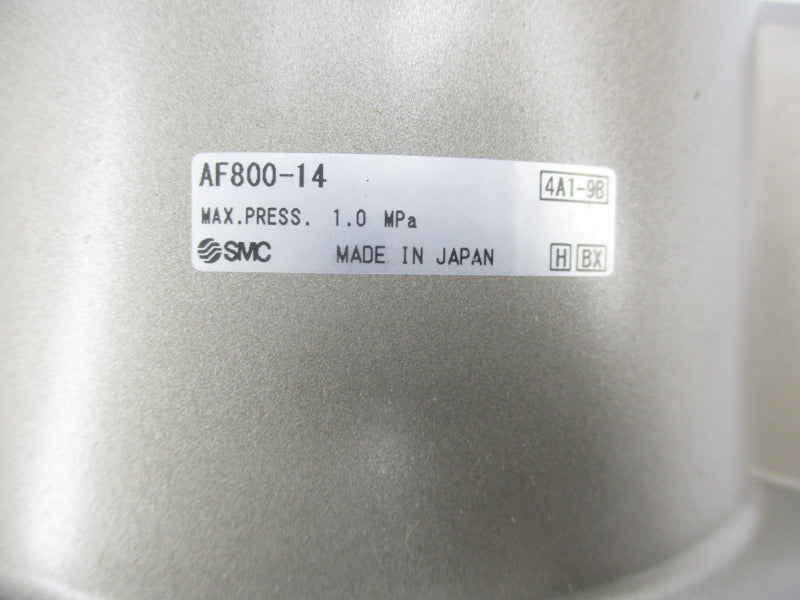 AF800-14 4A1-9B
MAX.PRESS. 1.0 MPa
SMC MADE IN JAPAN H BX